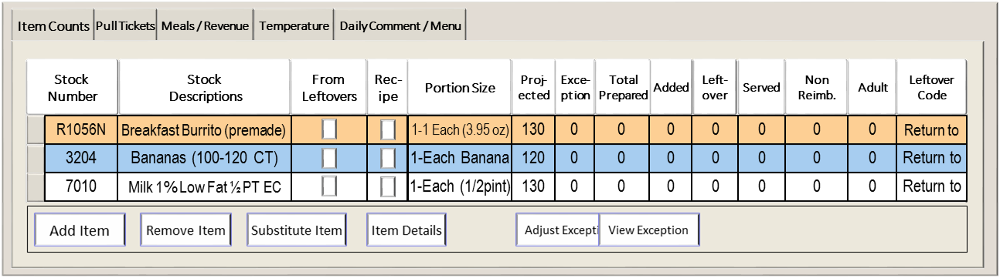 Item Counts Pull Tickets Meals / Revenue Temperature Daily Comment / Menu
Stock Number Stock Descriptions From Leftovers Rec-ipe Portion Size Proj-ected Exce-ption Total Prepared Added Left-over Served Non Reimb. Adult Leftover Code
R1056N Breakfast Burrito (premade) 1-1 Each (3.95 oz) 130 0 0 0 0 0 0 0 Return to
3204 Bananas (100-120 CT) 1-Each Banana 120 0 0 0 0 0 0 0 Return to
7010 Milk 1% Low Fat ½ PT EC 1-Each (1/2pint) 130 0 0 0 0 0 0 0 Return to
Add Item Remove Item Substitute Item Item Details Adjust Excepti View Exception